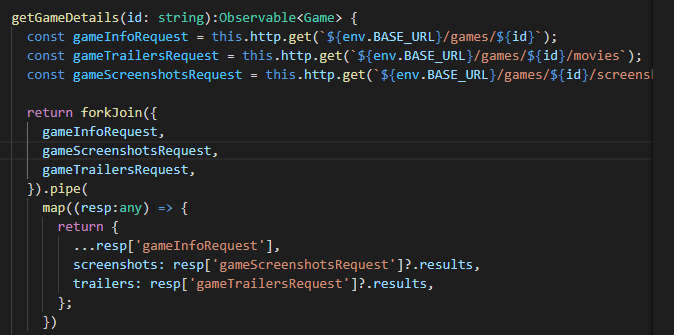 getGameDetails(id: string):Observable<Game> {
const gameInfoRequest = this.http.get(`${env.BASE_URL}/games/${id}`);
const gameTrailersRequest = this.http.get(`${env.BASE_URL}/games/${id}/movies`);
const gameScreenshotsRequest = this.http.get(`${env.BASE_URL}/games/${id}/screens
return forkJoin({
gameInfoRequest,
gameScreenshotsRequest,
gameTrailersRequest,
}).pipe(
map((resp:any) => {
return {
...resp['gameInfoRequest'],
screenshots: resp['gameScreenshotsRequest']?.results,
trailers: resp['gameTrailersRequest']?.results,
};
})